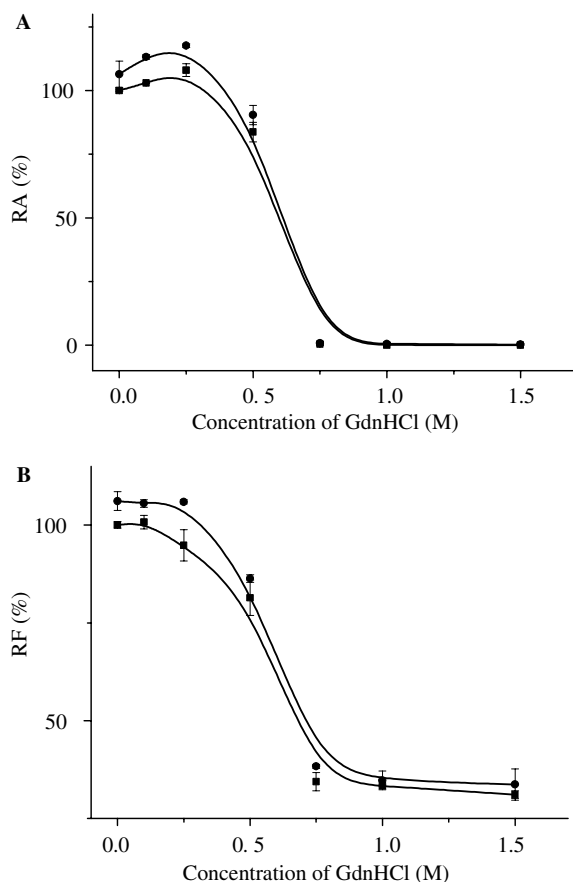 A
100
50
0
RA (%)
0.0 0.5 1.0 1.5
Concentration of GdnHCl (M)
B
100
50
RF (%)
0.0 0.5 1.0 1.5
Concentration of GdnHCl (M)